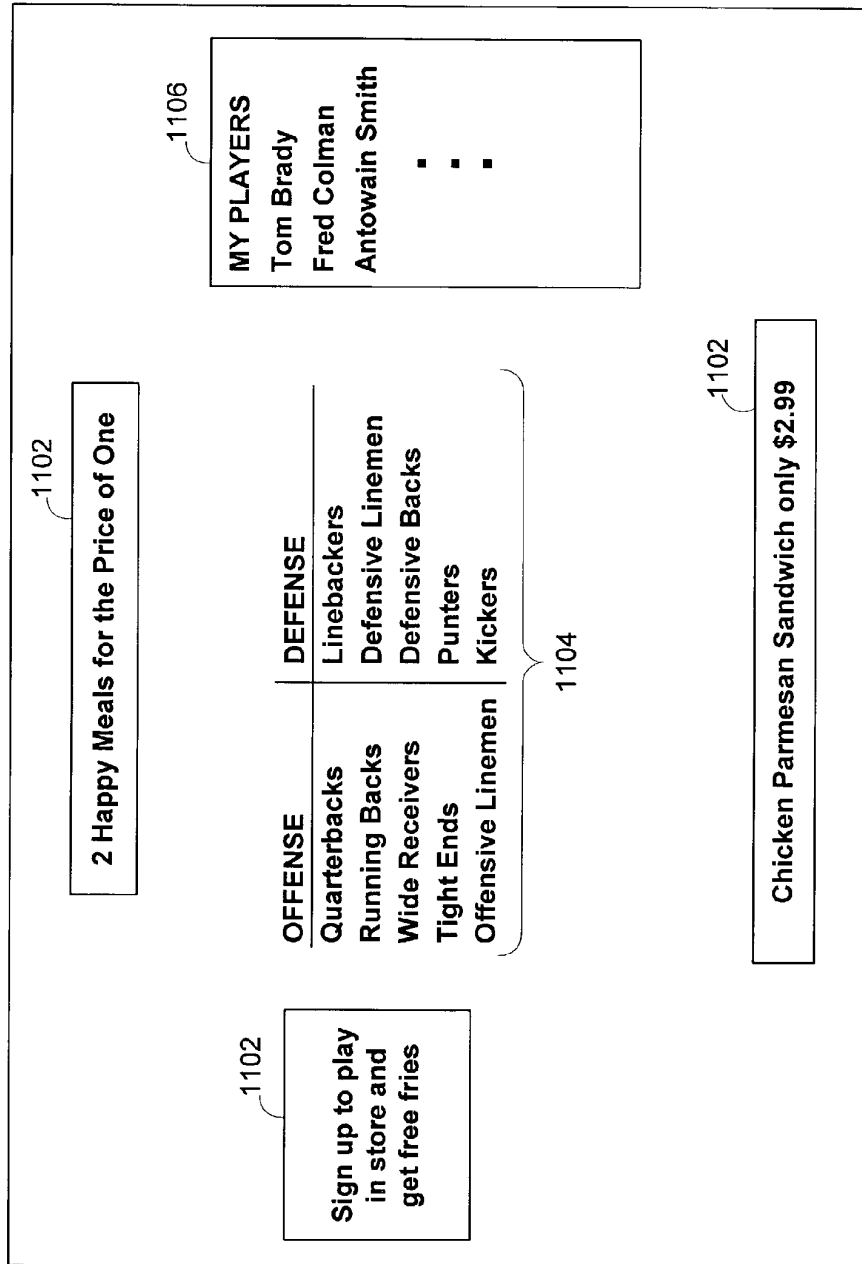 1102
2 Happy Meals for the Price of One
1102
Sign up to play
in store and
get free fries
OFFENSE DEFENSE
Quarterbacks Linebackers
Running Backs Defensive Linemen
Wide Receivers Defensive Backs
Tight Ends Punters
Offensive Linemen Kickers
1104
1106
MY PLAYERS
Tom Brady
Fred Colman
Antowain Smith
1102
Chicken Parmesan Sandwich only $2.99